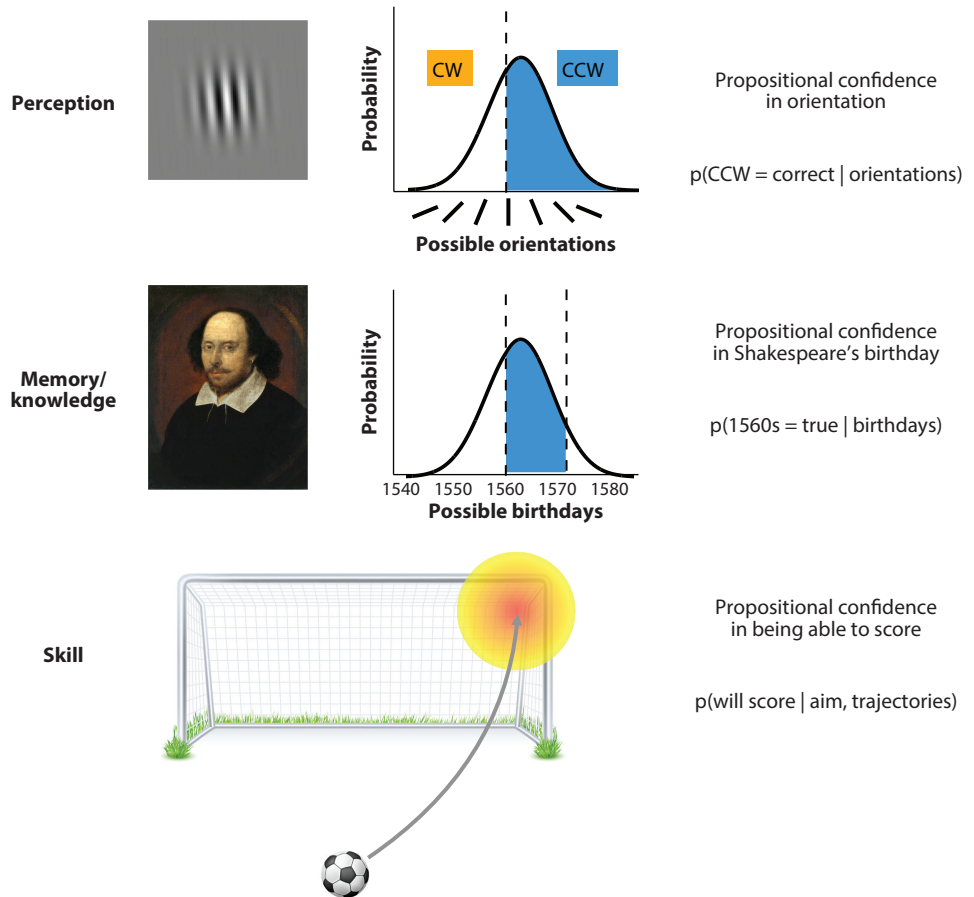 Perception
Probability
CW
CCW
Possible orientations
Propositional confidence
in orientation
p(CCW = correct | orientations)
Memory/
knowledge
Probability
1540 1550 1560 1570 1580
Possible birthdays
Propositional confidence
in Shakespeare’s birthday
p(1560s = true | birthdays)
Skill
Propositional confidence
in being able to score
p(will score | aim, trajectories)